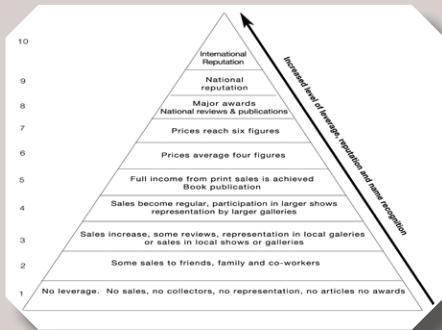 10
International
Reputation
9
National
reputation
8
Major awards
National reviews & publications
7
Prices reach six figures
6
Prices average four figures
5
Full income from print sales is achieved
Book publication
4
Sales become regular, participation in larger shows
representation by larger galleries
3
Sales increase, some reviews, representation in local galeries
or sales in local shows or galleries
2
Some sales to friends, family and co-workers
1
No leverage. No sales, no collectors, no representation, no articles no awards
Increased level of leverage, reputation and name recognition